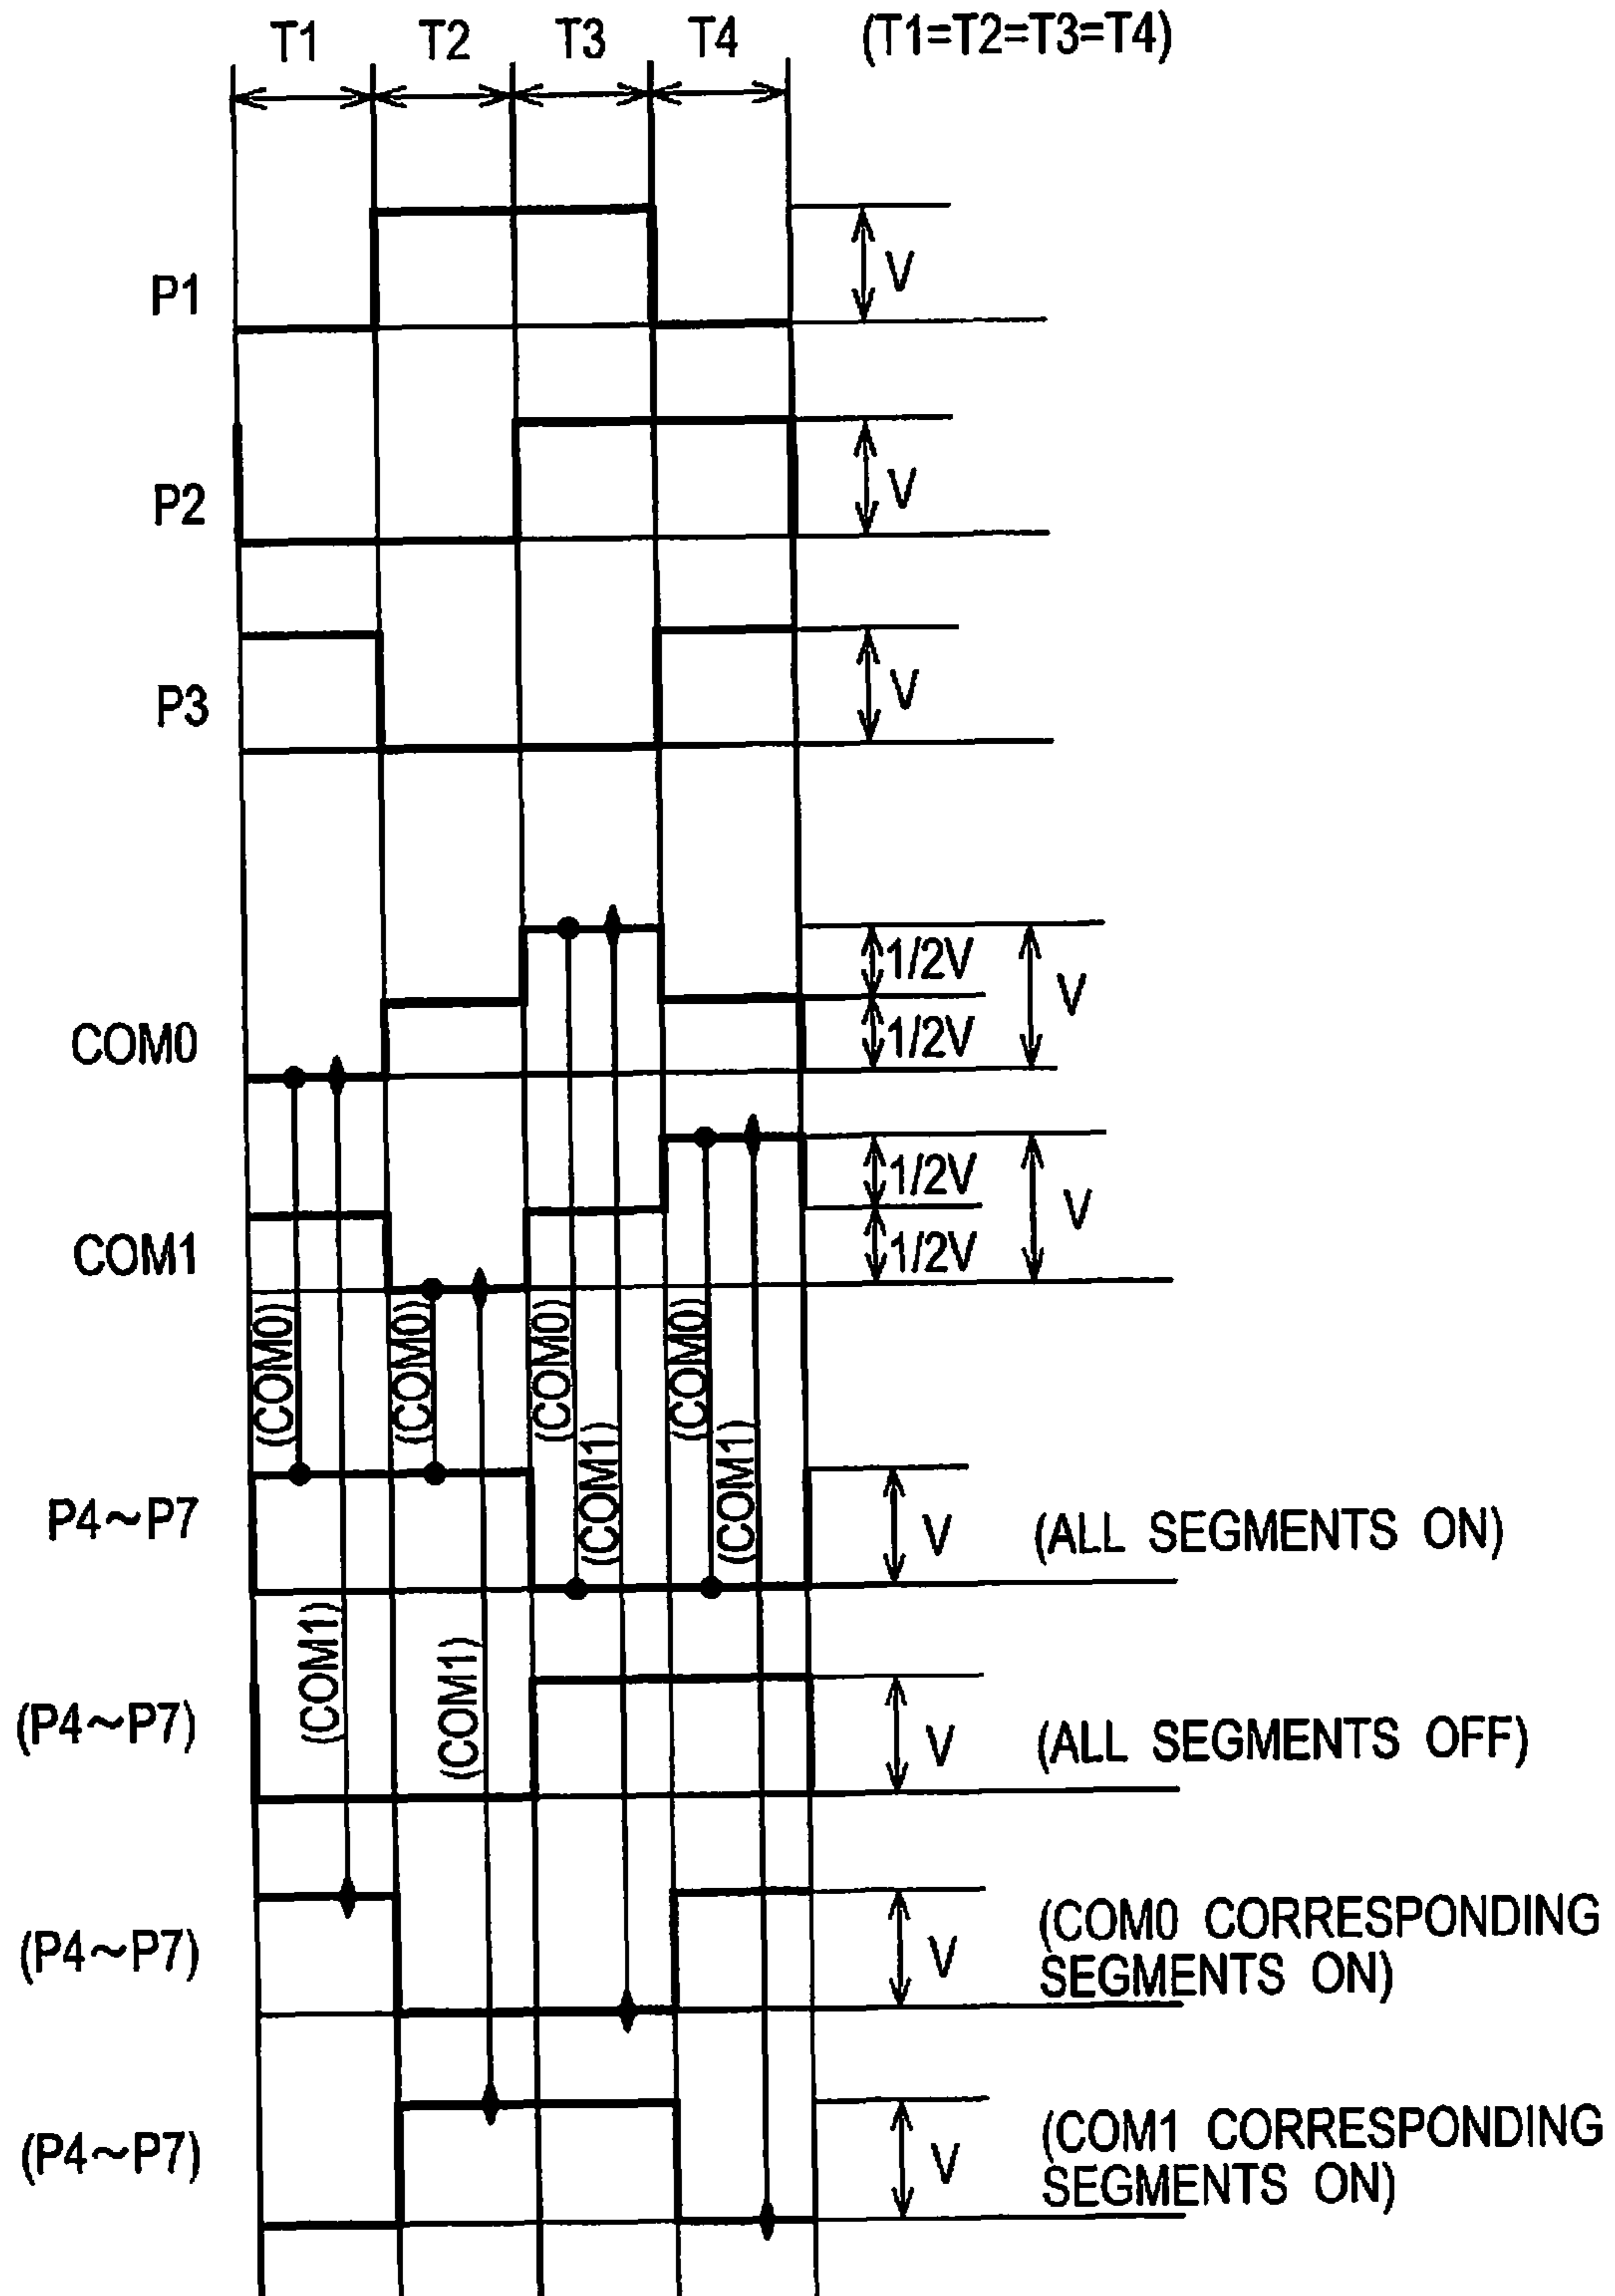 T1 T2 T3 T4 (T1=T2=T3=T4)
P1 V
P2 V
P3 V
1/2V
V
COM0 1/2V
1/2V
V
COM1 1/2V
(COM0) (COM0) (COM0) (COM0)
(COM1) (COM1)
P4~P7 V (ALL SEGMENTS ON)
(COM1) (COM1)
(P4~P7) V (ALL SEGMENTS OFF)
(P4~P7) V (COM0 CORRESPONDING
SEGMENTS ON)
(P4~P7) V (COM1 CORRESPONDING
SEGMENTS ON)